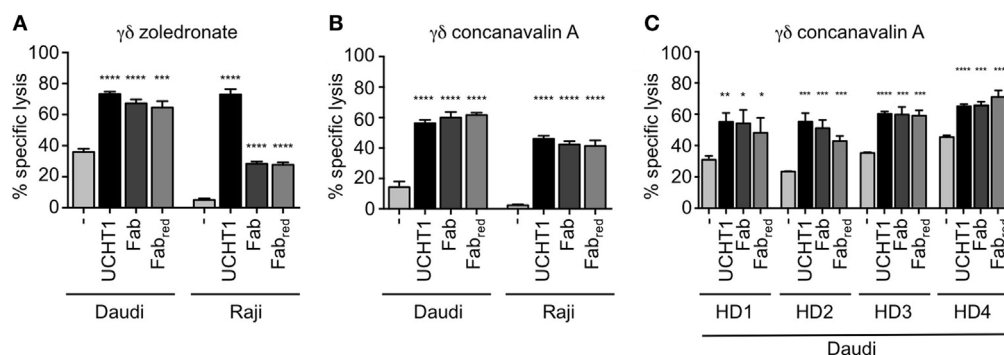 A
γδ zoledronate
% specific lysis
100
80
60
40
20
0
**** **** ***
****
**** ****
- UCHT1 Fab Fabred - UCHT1 Fab Fabred
Daudi Raji
B
γδ concanavalin A
% specific lysis
100
80
60
40
20
0
**** **** ****
**** **** ****
- UCHT1 Fab Fabred - UCHT1 Fab Fabred
Daudi Raji
C
γδ concanavalin A
% specific lysis
100
80
60
40
20
0
** * *
*** *** ***
**** *** ***
**** ***
- UCHT1 Fab Fabred - UCHT1 Fab Fabred - UCHT1 Fab Fabred - UCHT1 Fab Fabred
HD1 HD2 HD3 HD4
Daudi